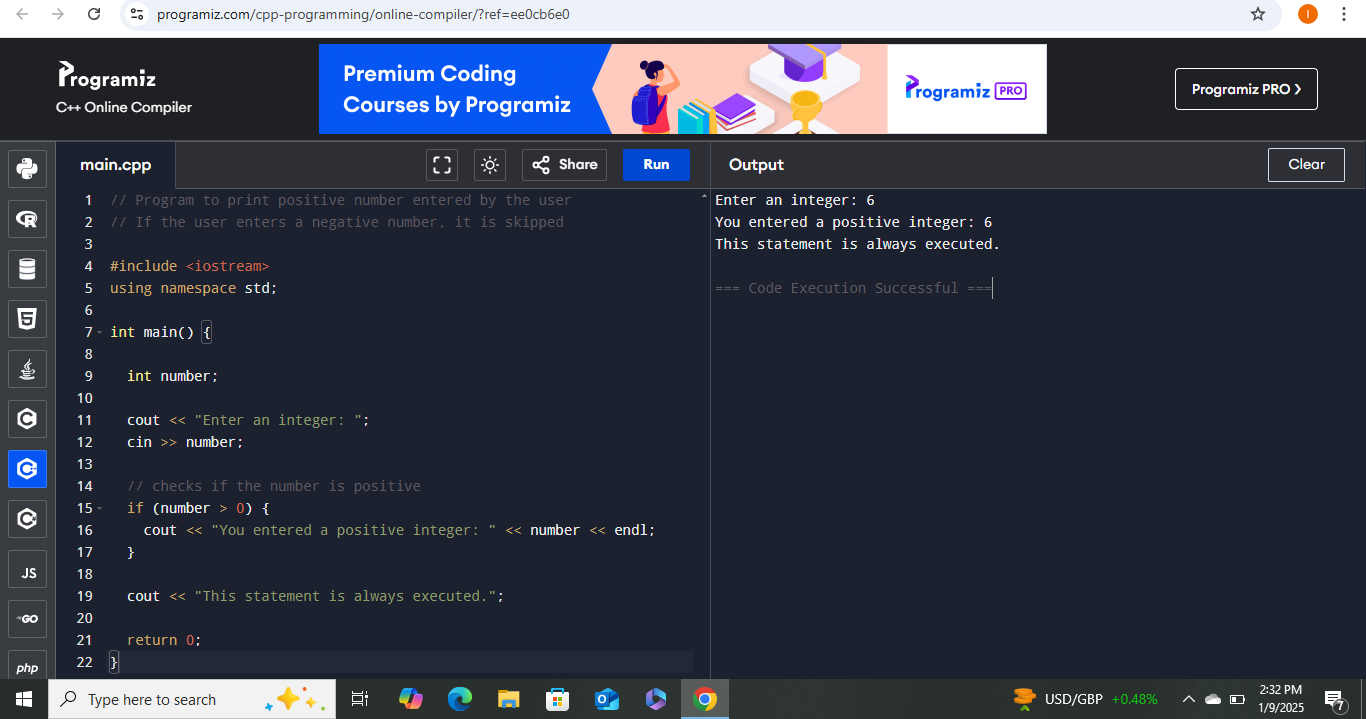 programiz.com/cpp-programming/online-compiler/?ref=ee0cb6e0
I
Programiz
C++ Online Compiler
Premium Coding
Courses by Programiz
Programiz PRO
Programiz PRO ❯
main.cpp
Share
Run
Output
Clear
1 // Program to print positive number entered by the user
2 // If the user enters a negative number, it is skipped
3
4 #include <iostream>
5 using namespace std;
6
7 int main() {
8
9 int number;
10
11 cout << "Enter an integer: ";
12 cin >> number;
13
14 // checks if the number is positive
15 if (number > 0) {
16 cout << "You entered a positive integer: " << number << endl;
17 }
18
19 cout << "This statement is always executed.";
20
21 return 0;
22 }
Enter an integer: 6
You entered a positive integer: 6
This statement is always executed.
=== Code Execution Successful ===
R
5
C
C
C
JS
GO
php
Type here to search
USD/GBP +0.48%
2:32 PM
1/9/2025
7